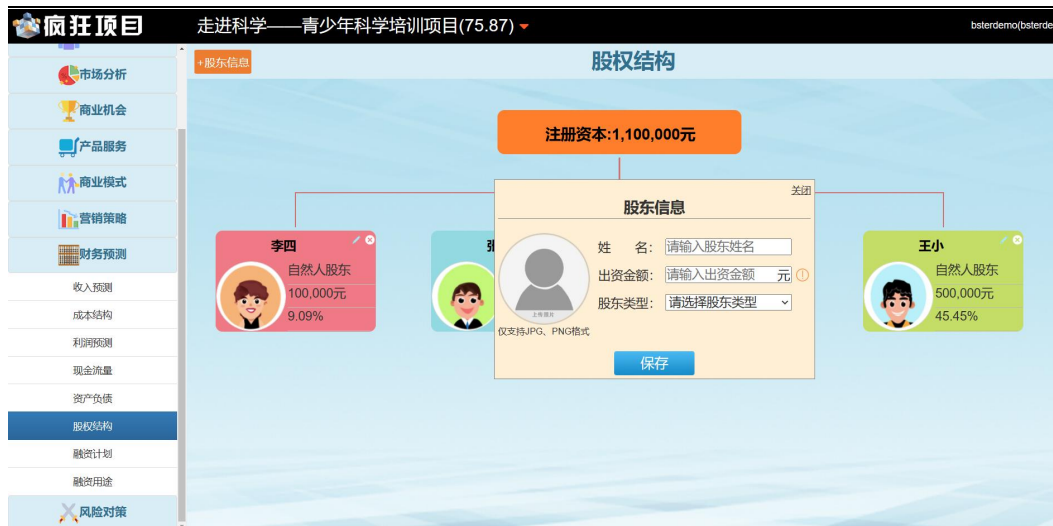 疯狂项目
走进科学——青少年科学培训项目(75.87)
bsterdemo(bsterde
市场分析
商业机会
产品服务
商业模式
营销策略
财务预测
收入预测
成本结构
利润预测
现金流量
资产负债
股权结构
融资计划
融资用途
风险对策
+股东信息
股权结构
注册资本:1,100,000元
李四
自然人股东
100,000元
9.09%
关闭
股东信息
姓 名: 请输入股东姓名
出资金额: 请输入出资金额 元
股东类型: 请选择股东类型
上传图片
仅支持JPG、PNG格式
保存
王小
自然人股东
500,000元
45.45%